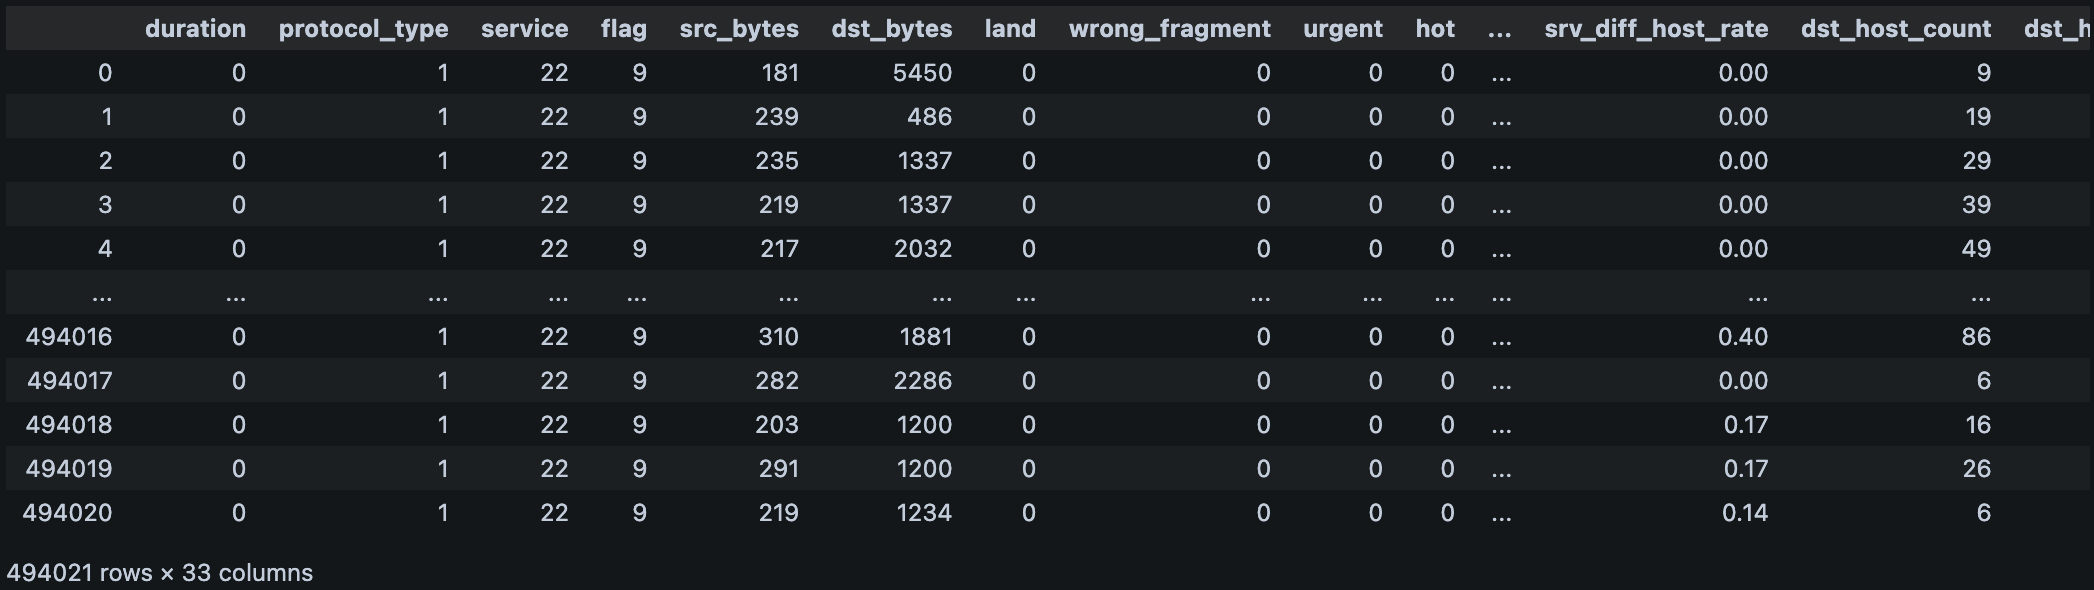 duration protocol_type service flag src_bytes dst_bytes land wrong_fragment urgent hot ... srv_diff_host_rate dst_host_count dst_h
0 0 1 22 9 181 5450 0 0 0 0 ... 0.00 9
1 0 1 22 9 239 486 0 0 0 0 ... 0.00 19
2 0 1 22 9 235 1337 0 0 0 0 ... 0.00 29
3 0 1 22 9 219 1337 0 0 0 0 ... 0.00 39
4 0 1 22 9 217 2032 0 0 0 0 ... 0.00 49
... ... ... ... ... ... ... ... ... ... ... ... ... ...
494016 0 1 22 9 310 1881 0 0 0 0 ... 0.40 86
494017 0 1 22 9 282 2286 0 0 0 0 ... 0.00 6
494018 0 1 22 9 203 1200 0 0 0 0 ... 0.17 16
494019 0 1 22 9 291 1200 0 0 0 0 ... 0.17 26
494020 0 1 22 9 219 1234 0 0 0 0 ... 0.14 6
494021 rows × 33 columns